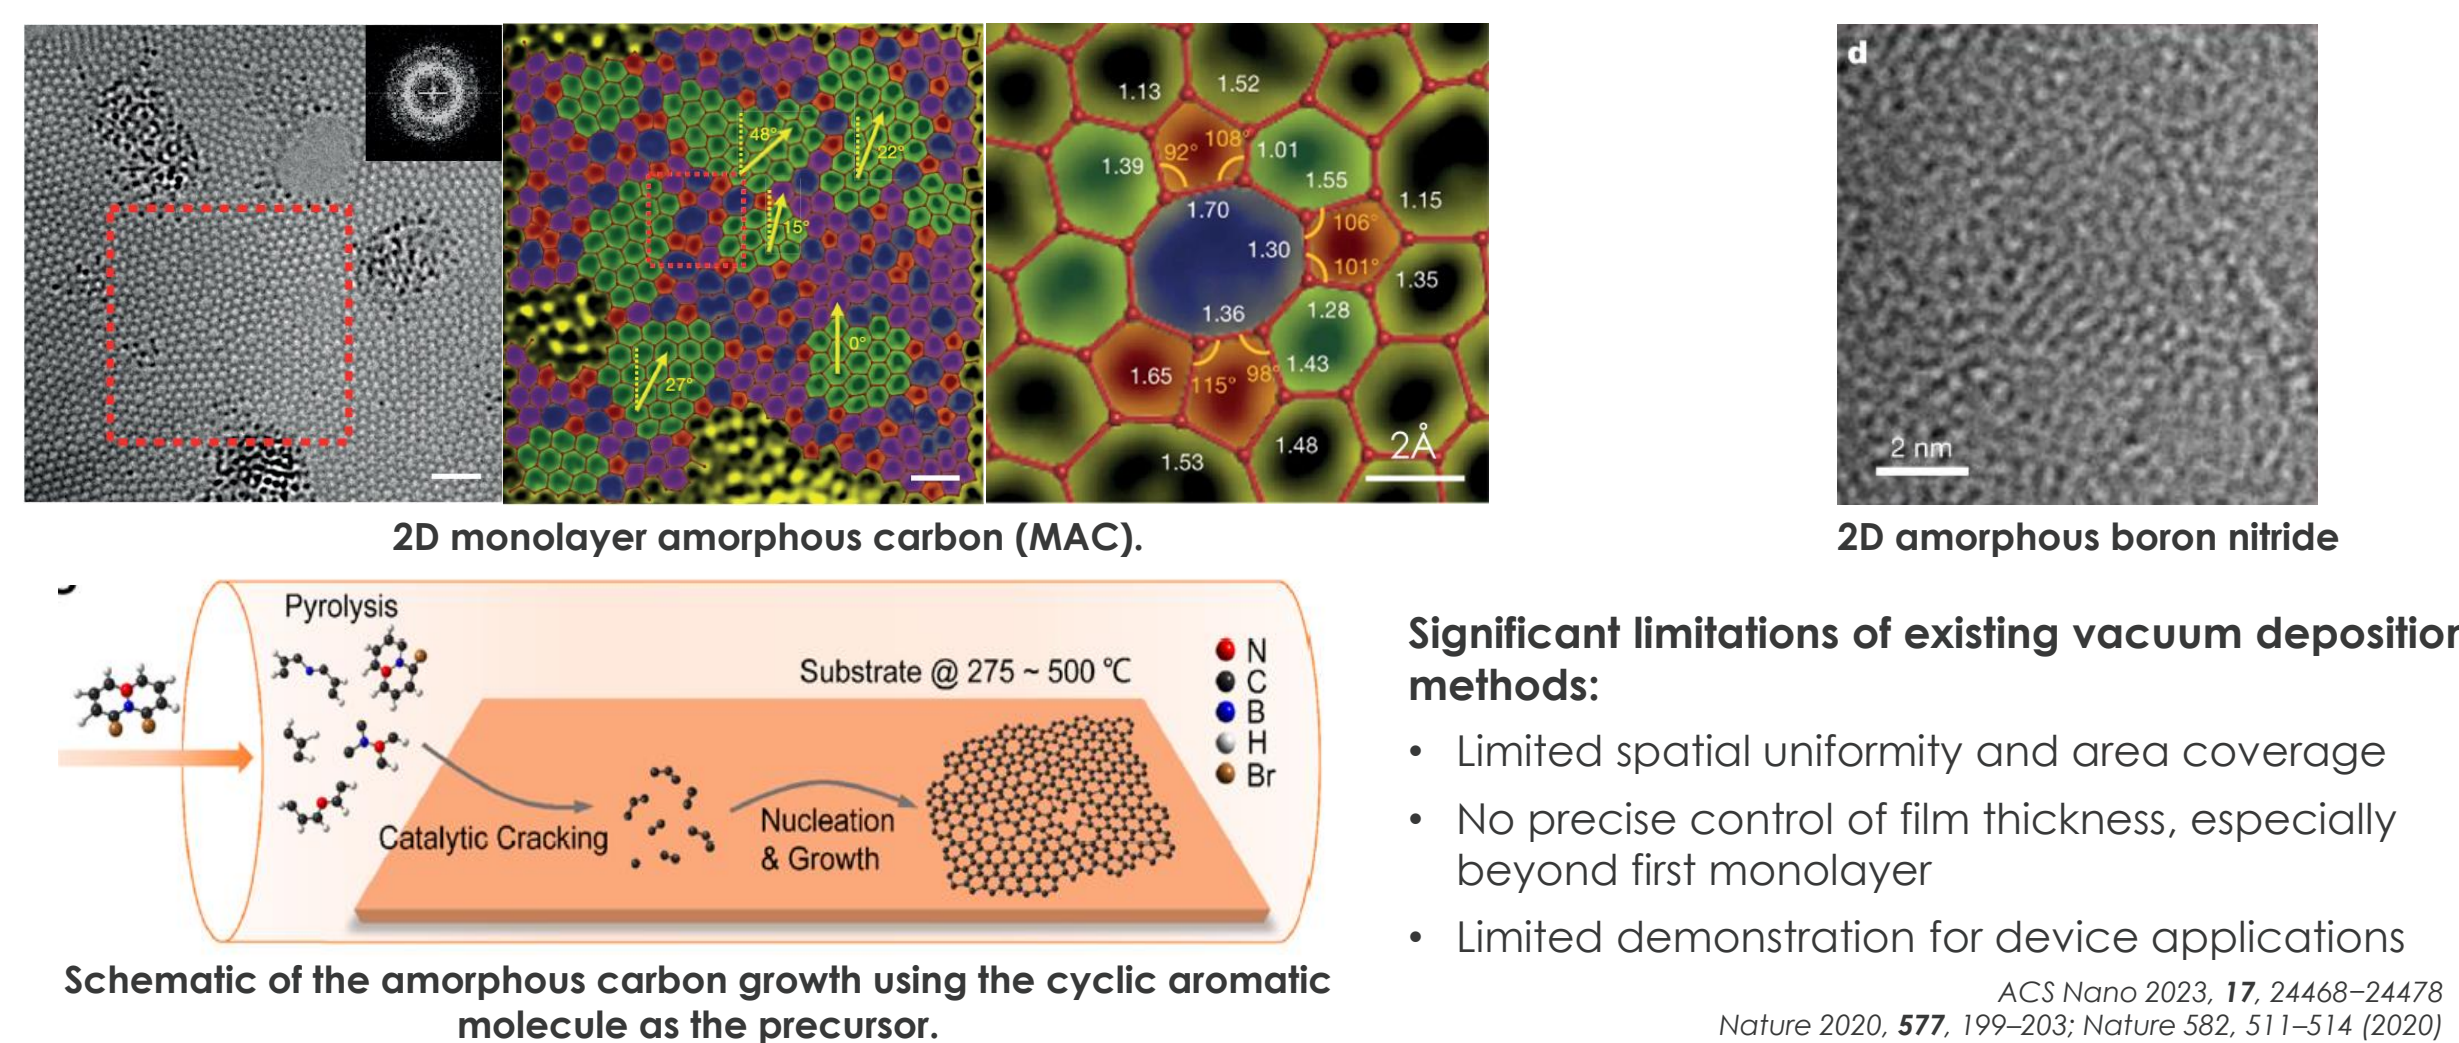 48°
22°
15°
0°
27°
1.13
1.52
1.39
92°
108°
1.01
1.55
1.15
1.70
106°
1.30
101°
1.35
1.36
1.28
1.43
1.65
115°
98°
1.48
1.53
2Å
d
2 nm
2D monolayer amorphous carbon (MAC).
2D amorphous boron nitride
Pyrolysis
Substrate @ 275 ~ 500 ℃
N
C
B
H
Br
Catalytic Cracking
Nucleation
& Growth
Schematic of the amorphous carbon growth using the cyclic aromatic
molecule as the precursor.
Significant limitations of existing vacuum deposition
methods:
• Limited spatial uniformity and area coverage
• No precise control of film thickness, especially
beyond first monolayer
• Limited demonstration for device applications
ACS Nano 2023, 17, 24468−24478
Nature 2020, 577, 199–203; Nature 582, 511–514 (2020)